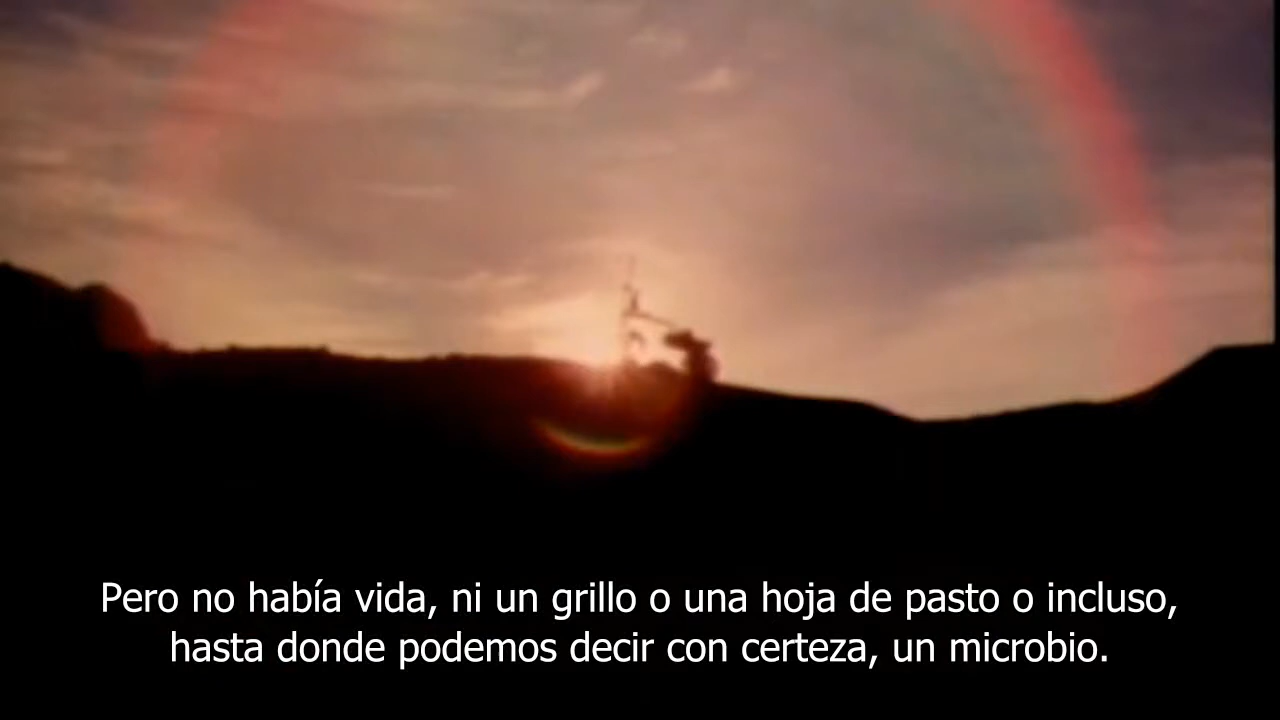 Pero no había vida, ni un grillo o una hoja de pasto o incluso,
hasta donde podemos decir con certeza, un microbio.